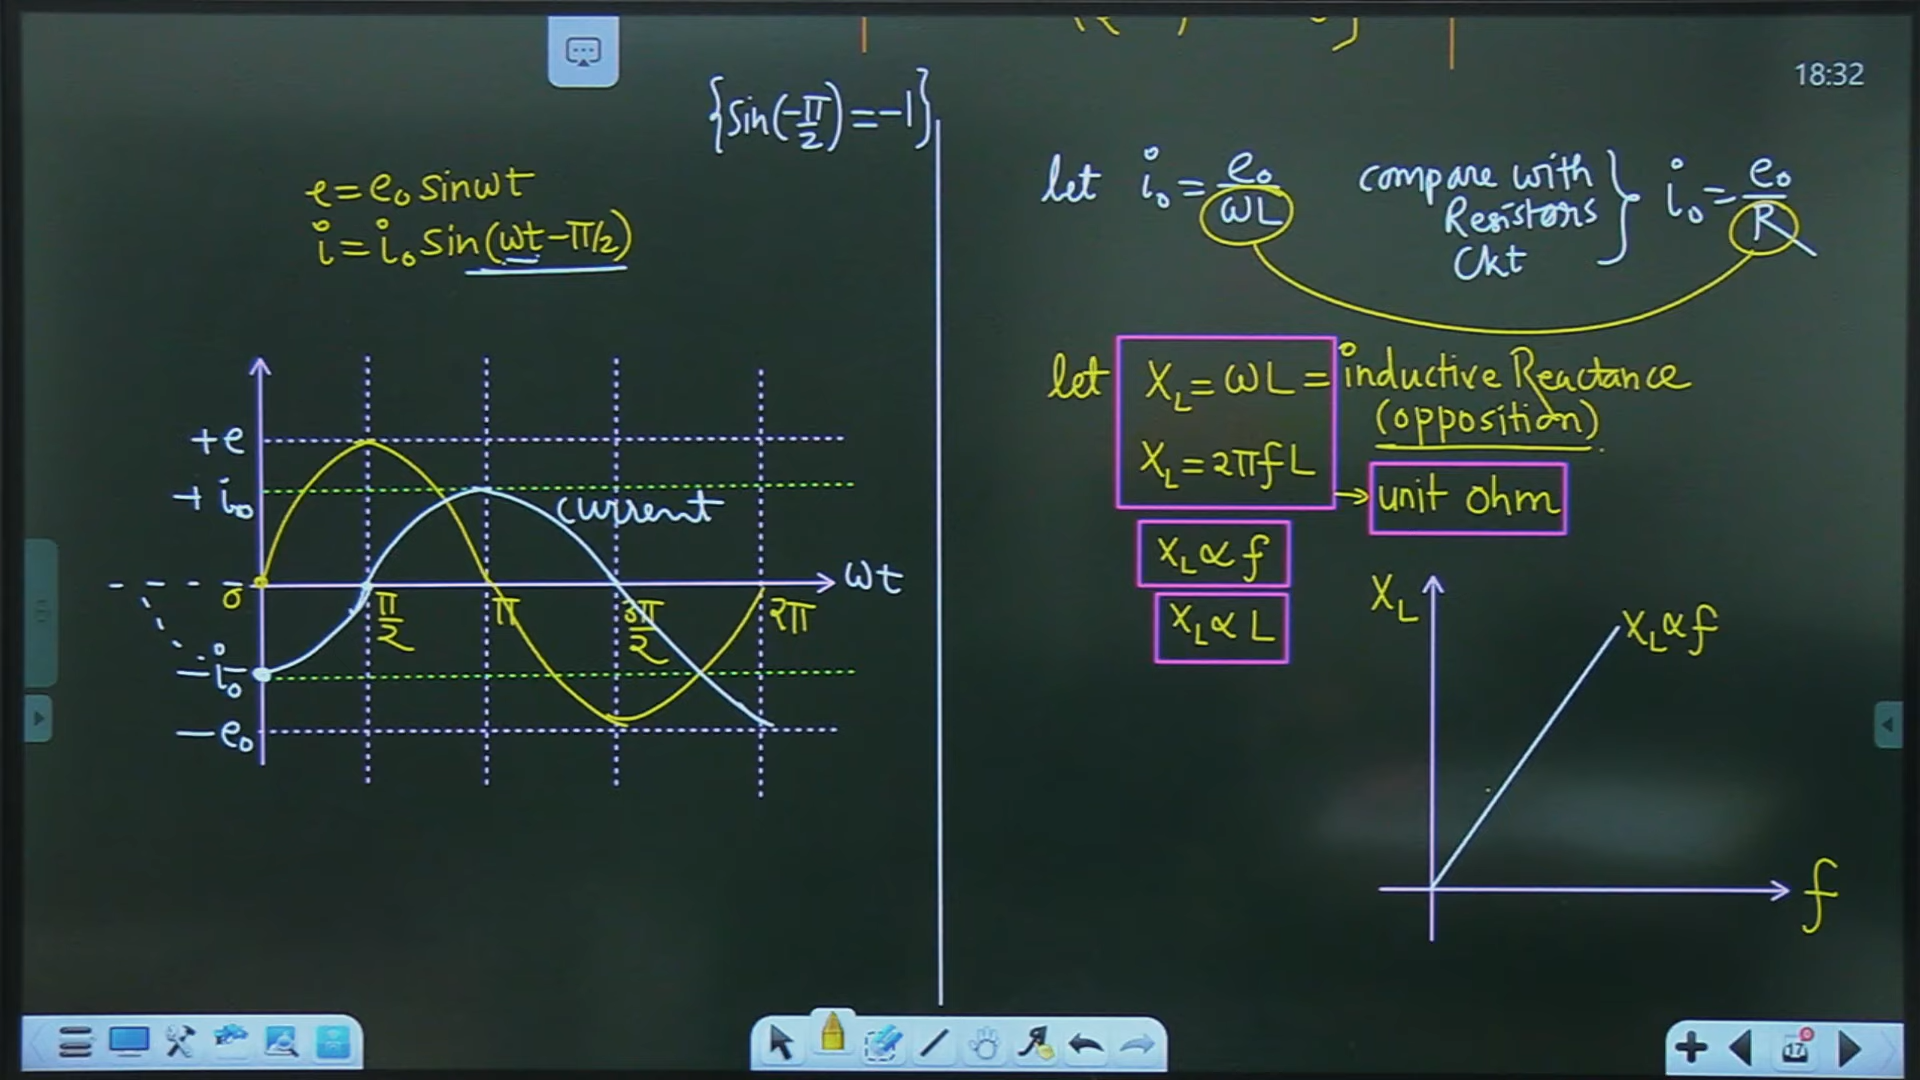 18:32
{sin(-π/2) = -1}
e = e₀ sinωt
i = i₀ sin(ωt-π/2)
+e
+i₀
current
0
π/2
π
3π/2
2π
ωt
-i₀
-e₀
let i₀ = e₀/ωL compare with Resistors Ckt } i₀ = e₀/R
let X_L = ωL = inductive Reactance
(opposition)
X_L = 2πfL → unit ohm
X_L ∝ f
X_L ∝ L
X_L
X_L ∝ f
f
17